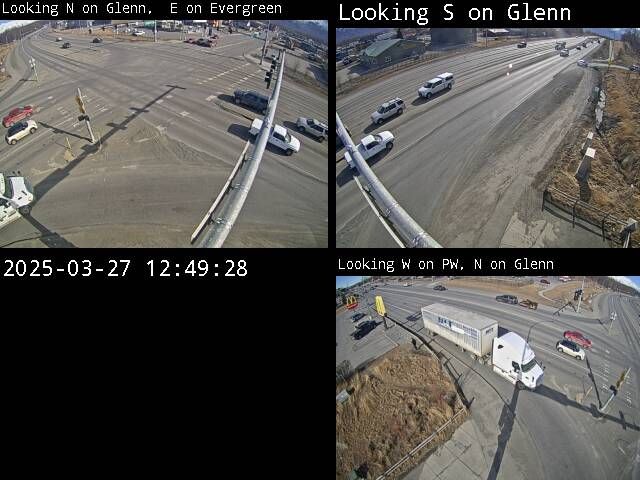 Looking N on Glenn,  E on Evergreen
Looking S on Glenn
2025-03-27 12:49:28
Looking W on PW, N on Glenn